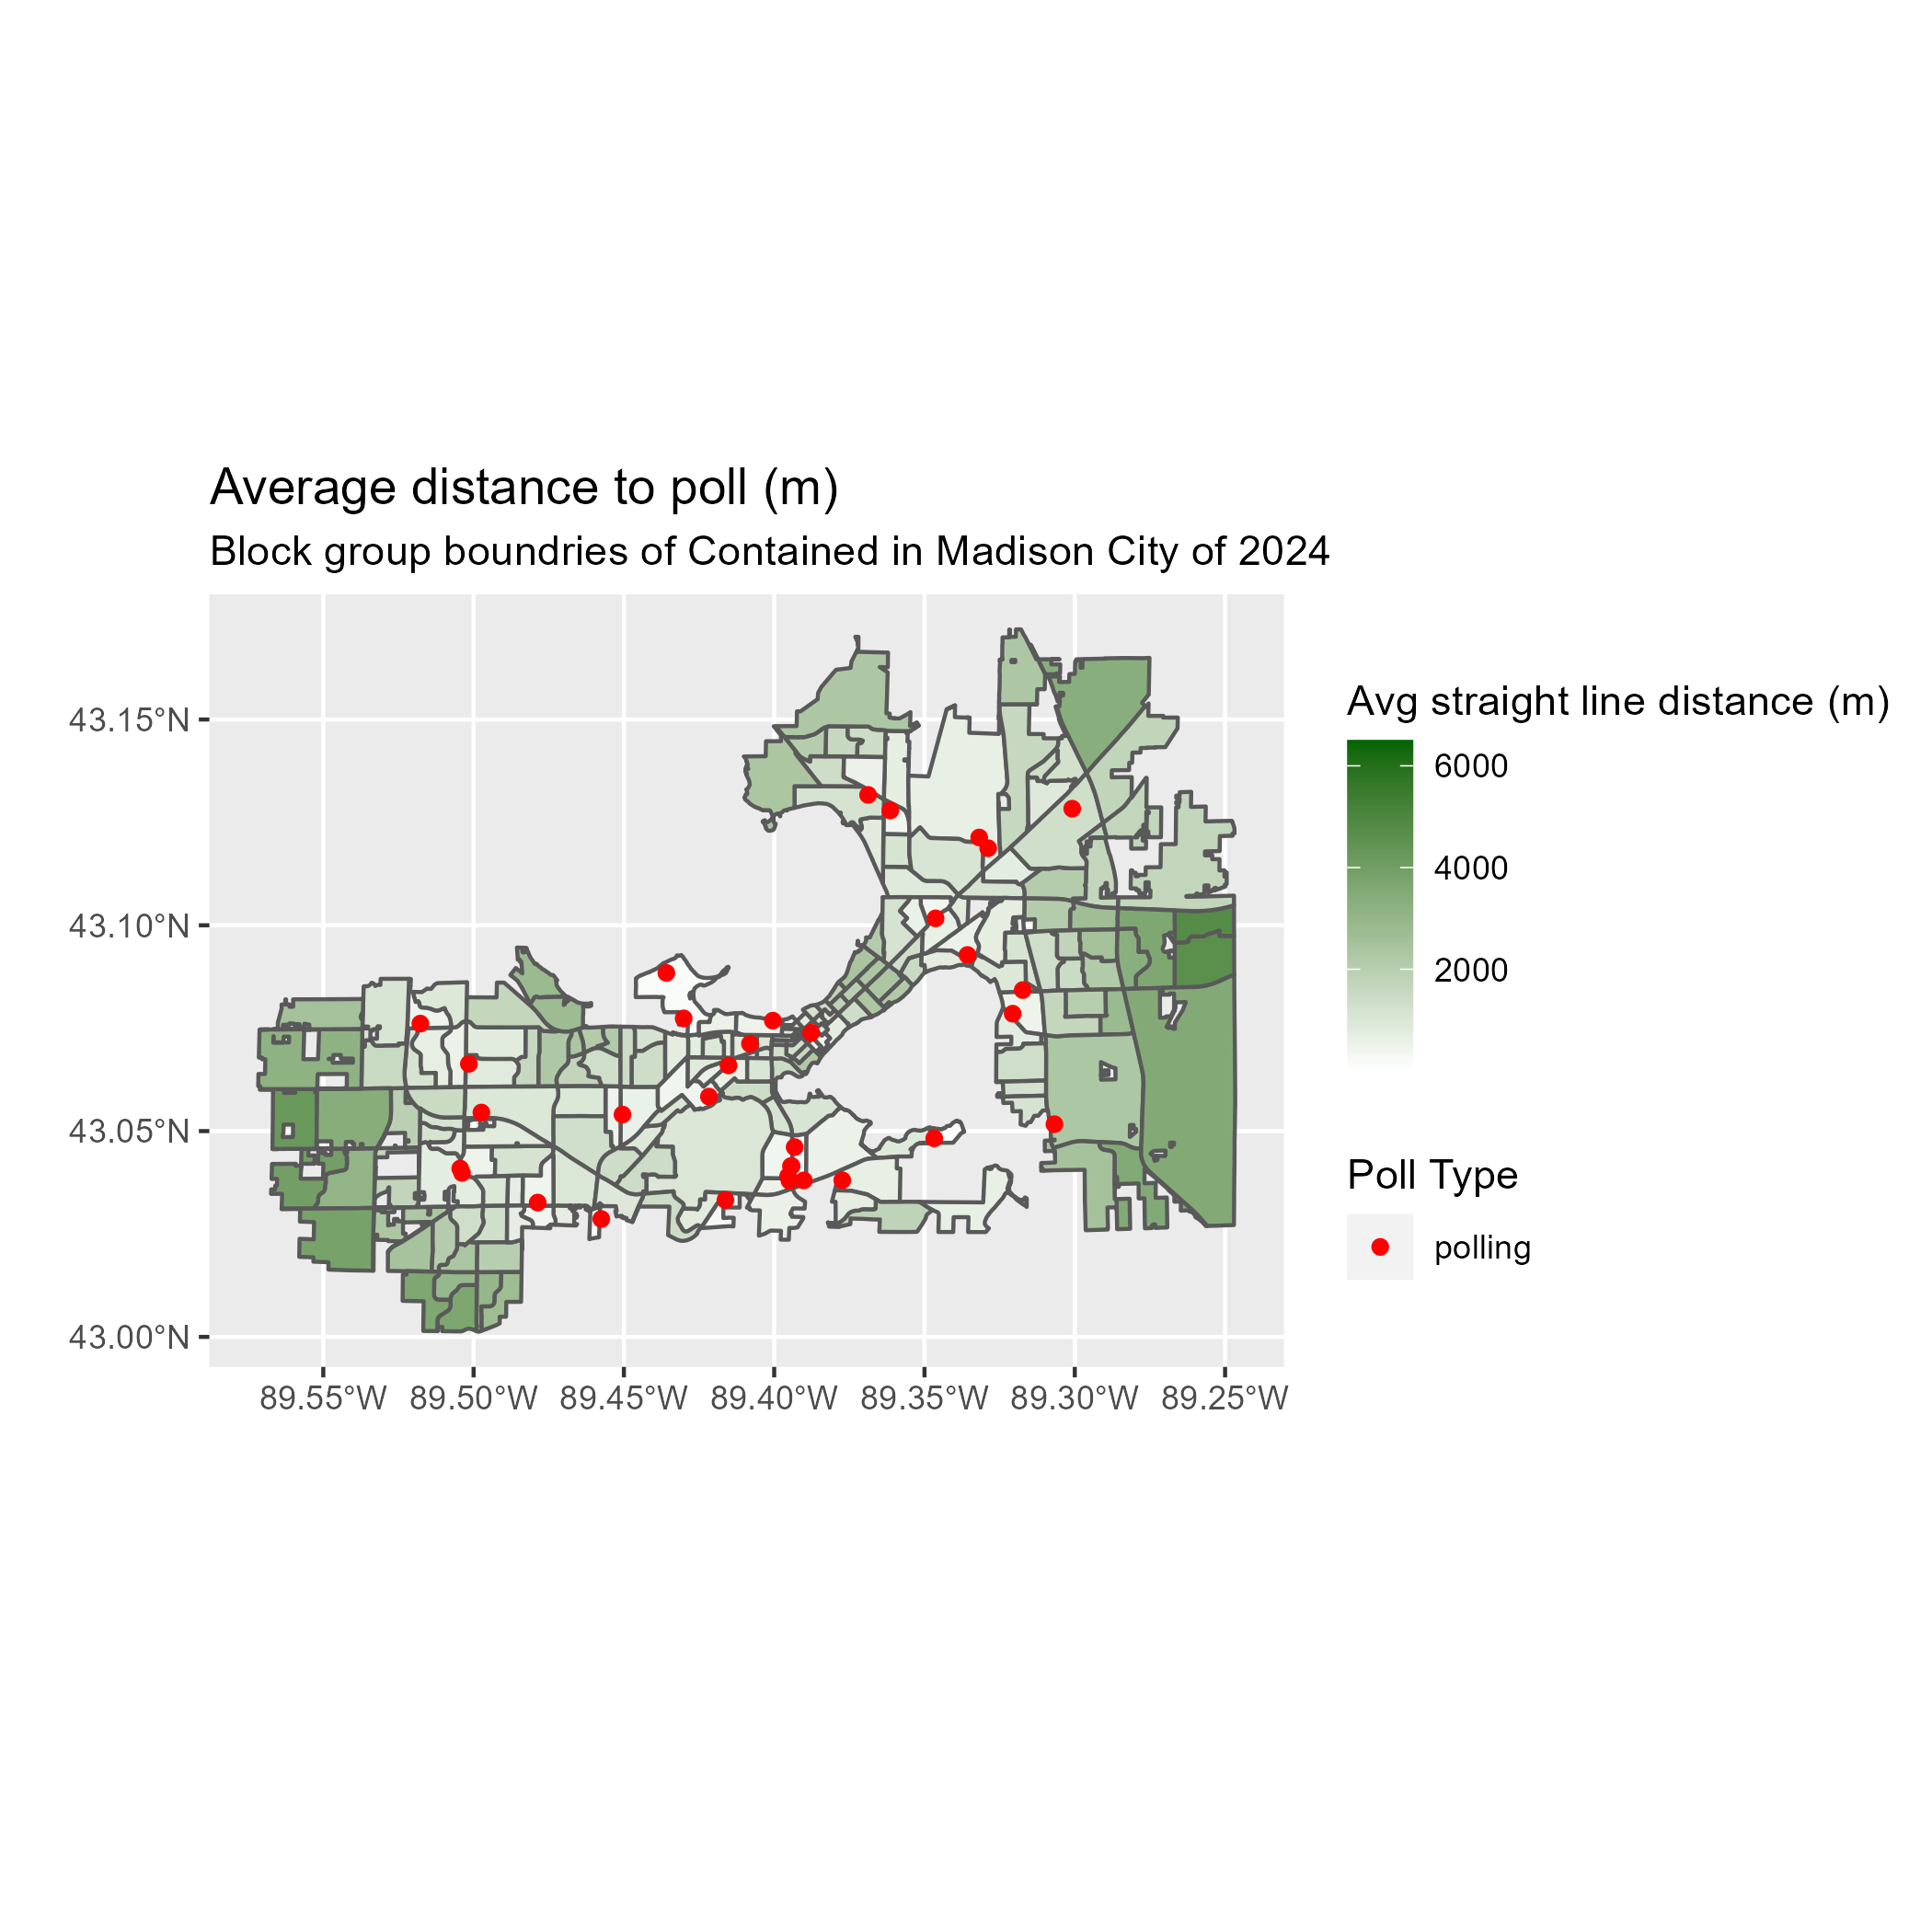 Average distance to poll (m)
Block group boundries of Contained in Madison City of 2024
43.15°N
43.10°N
43.05°N
43.00°N
89.55°W 89.50°W 89.45°W 89.40°W 89.35°W 89.30°W 89.25°W
Avg straight line distance (m)
6000
4000
2000
Poll Type
polling